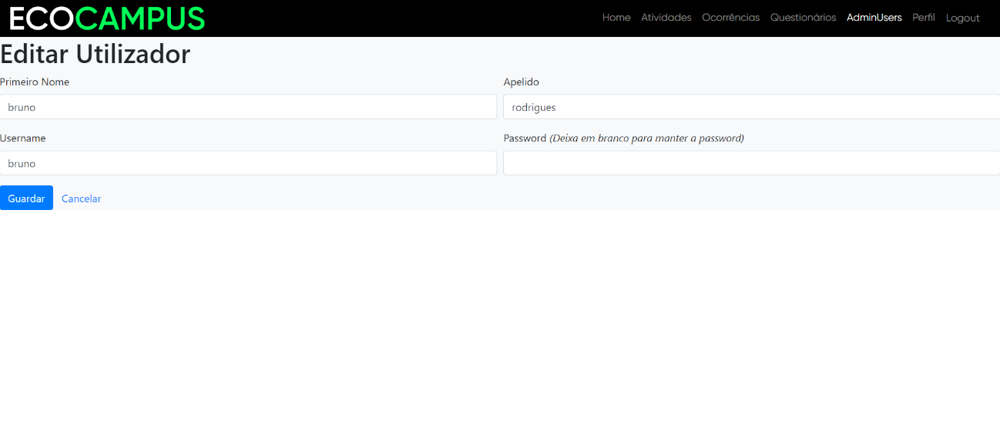 ECOCAMPUS Home Atividades Ocorrências Questionários AdminUsers Perfil Logout
Editar Utilizador
Primeiro Nome Apelido
bruno rodrigues
Username Password (Deixa em branco para manter a password)
bruno
Guardar Cancelar